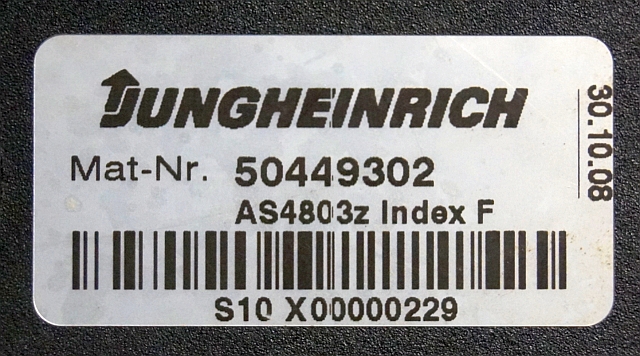 JUNGHEINRICH
Mat-Nr. 50449302
AS4803z Index F
S10 X00000229
30.10.08